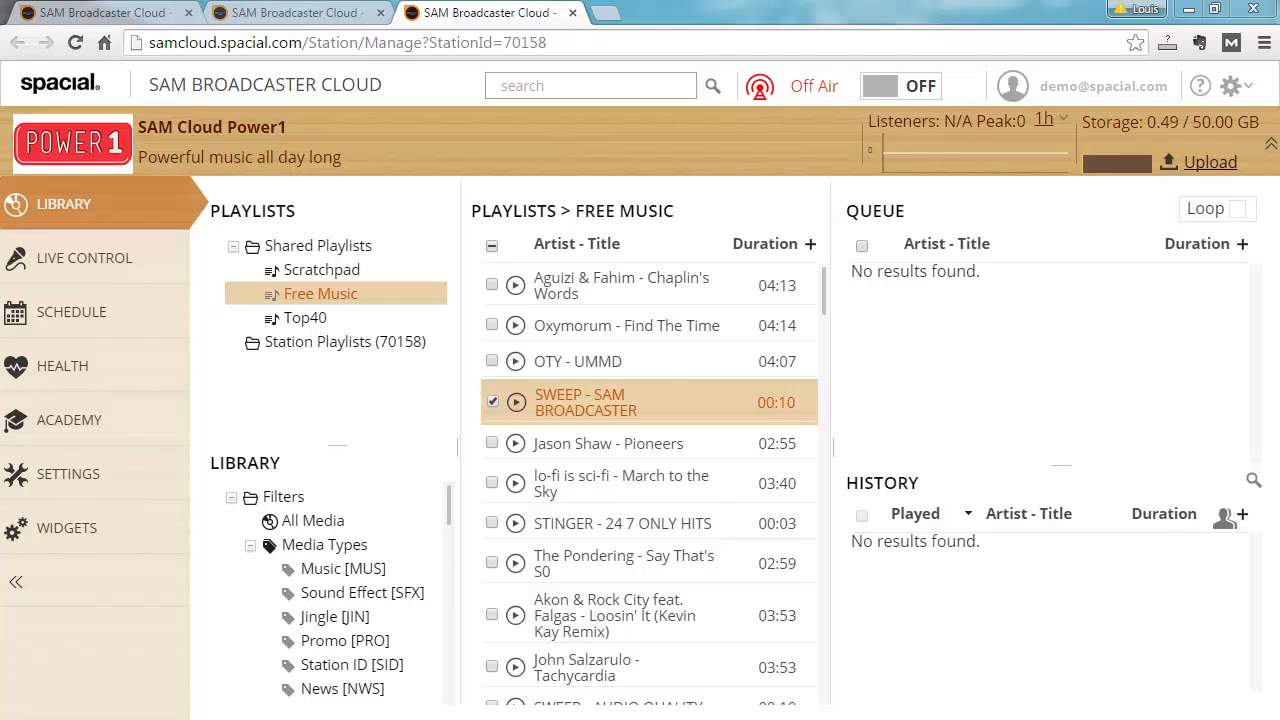 SAM Broadcaster Cloud -
SAM Broadcaster Cloud -
SAM Broadcaster Cloud -
Louis
samcloud.spacial.com/Station/Manage?StationId=70158
spacial.
SAM BROADCASTER CLOUD
search
Off Air
OFF
demo@spacial.com
POWER 1
SAM Cloud Power1
Powerful music all day long
Listeners: N/A Peak:0 1h
0
Storage: 0.49 / 50.00 GB
Upload
LIBRARY
LIVE CONTROL
SCHEDULE
HEALTH
ACADEMY
SETTINGS
WIDGETS
PLAYLISTS
Shared Playlists
Scratchpad
Free Music
Top40
Station Playlists (70158)
LIBRARY
Filters
All Media
Media Types
Music [MUS]
Sound Effect [SFX]
Jingle [JIN]
Promo [PRO]
Station ID [SID]
News [NWS]
PLAYLISTS > FREE MUSIC
Artist - Title Duration +
Aguizi & Fahim - Chaplin's
Words 04:13
Oxymorum - Find The Time 04:14
OTY - UMMD 04:07
SWEEP - SAM
BROADCASTER 00:10
Jason Shaw - Pioneers 02:55
lo-fi is sci-fi - March to the
Sky 03:40
STINGER - 24 7 ONLY HITS 00:03
The Pondering - Say That's
S0 02:59
Akon & Rock City feat.
Falgas - Loosin' It (Kevin
Kay Remix) 03:53
John Salzarulo -
Tachycardia 03:53
SWEEP - AUDIO QUALITY 00:10
QUEUE
Loop
Artist - Title Duration +
No results found.
HISTORY
Played Artist - Title Duration +
No results found.